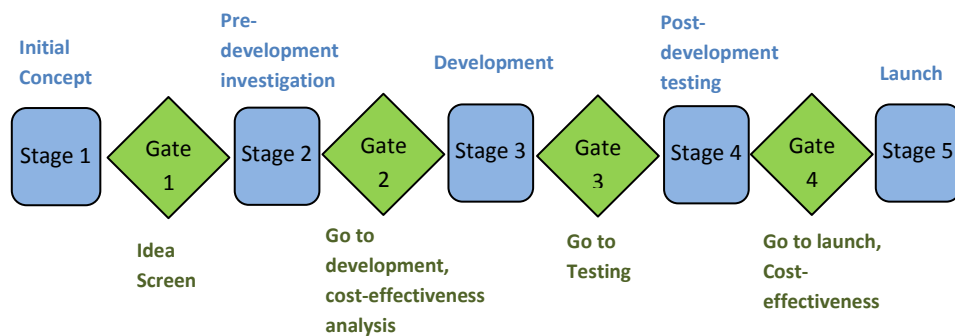 Initial
Concept
Pre-
development
investigation
Development
Post-
development
testing
Launch
Stage 1
Gate
1
Stage 2
Gate
2
Stage 3
Gate
3
Stage 4
Gate
4
Stage 5
Idea
Screen
Go to
development,
cost-effectiveness
analysis
Go to
Testing
Go to launch,
Cost-
effectiveness